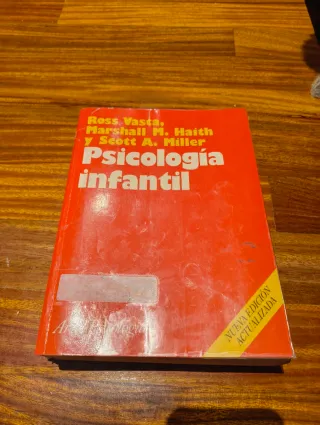 Ross Vasta,
Marshall M. Haith
y Scott A. Miller
Psicología
infantil
NUEVA EDICIÓN
ACTUALIZADA